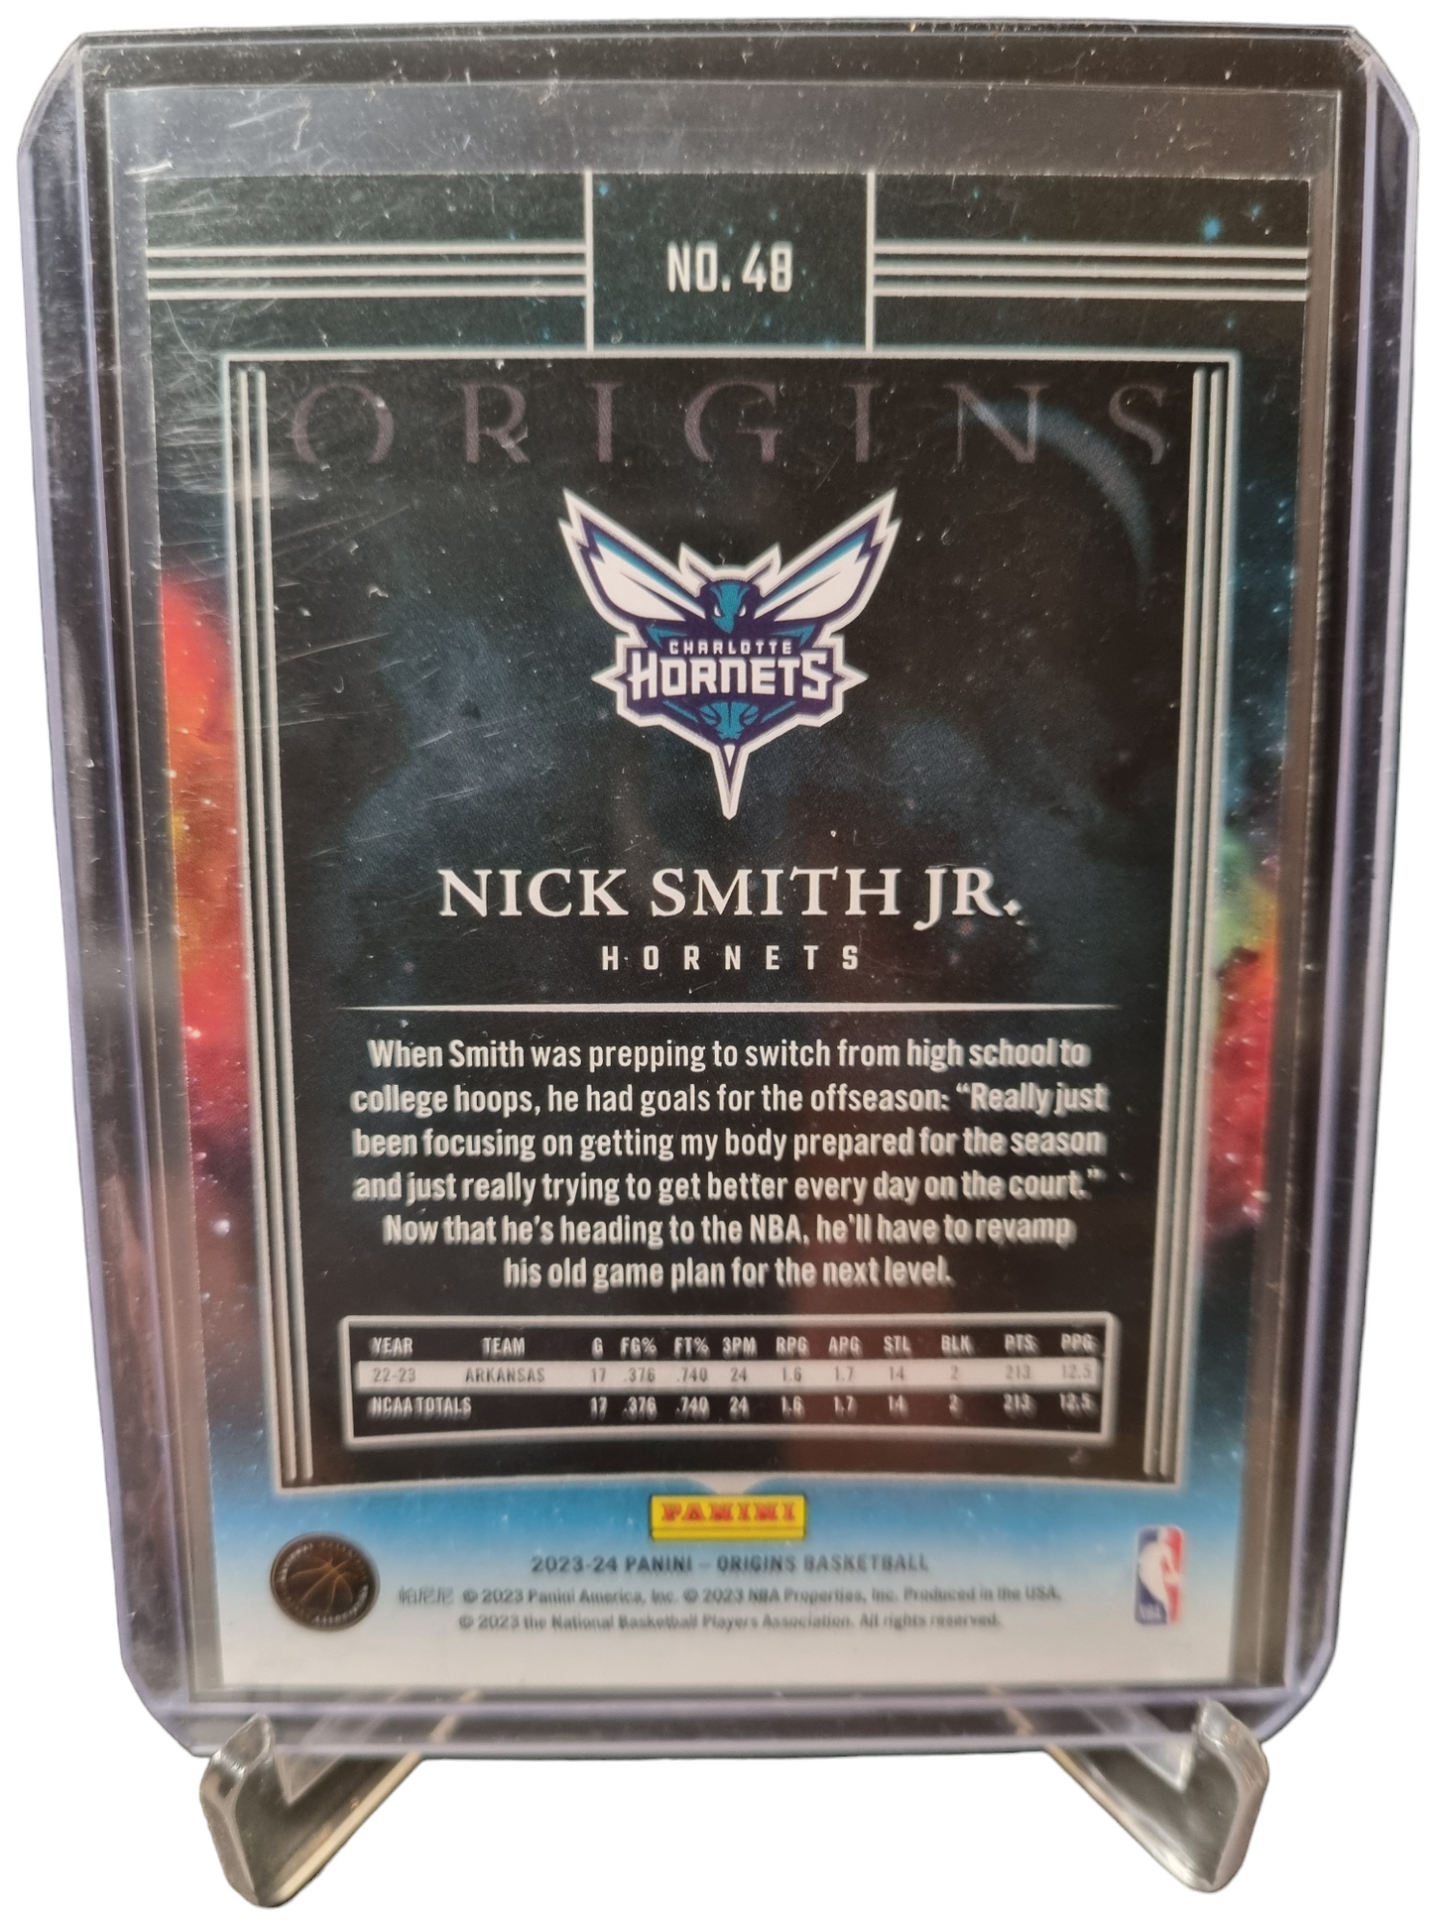 NO. 48
ORIGINS
CHARLOTTE
HORNETS
NICK SMITH JR.
HORNETS
When Smith was prepping to switch from high school to
college hoops, he had goals for the offseason: “Really just
been focusing on getting my body prepared for the season
and just really trying to get better every day on the court.”
Now that he’s heading to the NBA, he’ll have to revamp
his old game plan for the next level.
YEAR TEAM G FG% FT% 3PM RPG APG STL BLK PTS PPG
22-23 ARKANSAS 17 .376 .740 24 1.6 1.7 14 2 213 12.5
NCAA TOTALS 17 .376 .740 24 1.6 1.7 14 2 213 12.5
PANINI
2023-24 PANINI – ORIGINS BASKETBALL
帕尼尼 © 2023 Panini America, Inc. © 2023 NBA Properties, Inc. Produced in the USA.
© 2023 the National Basketball Players Association. All rights reserved.